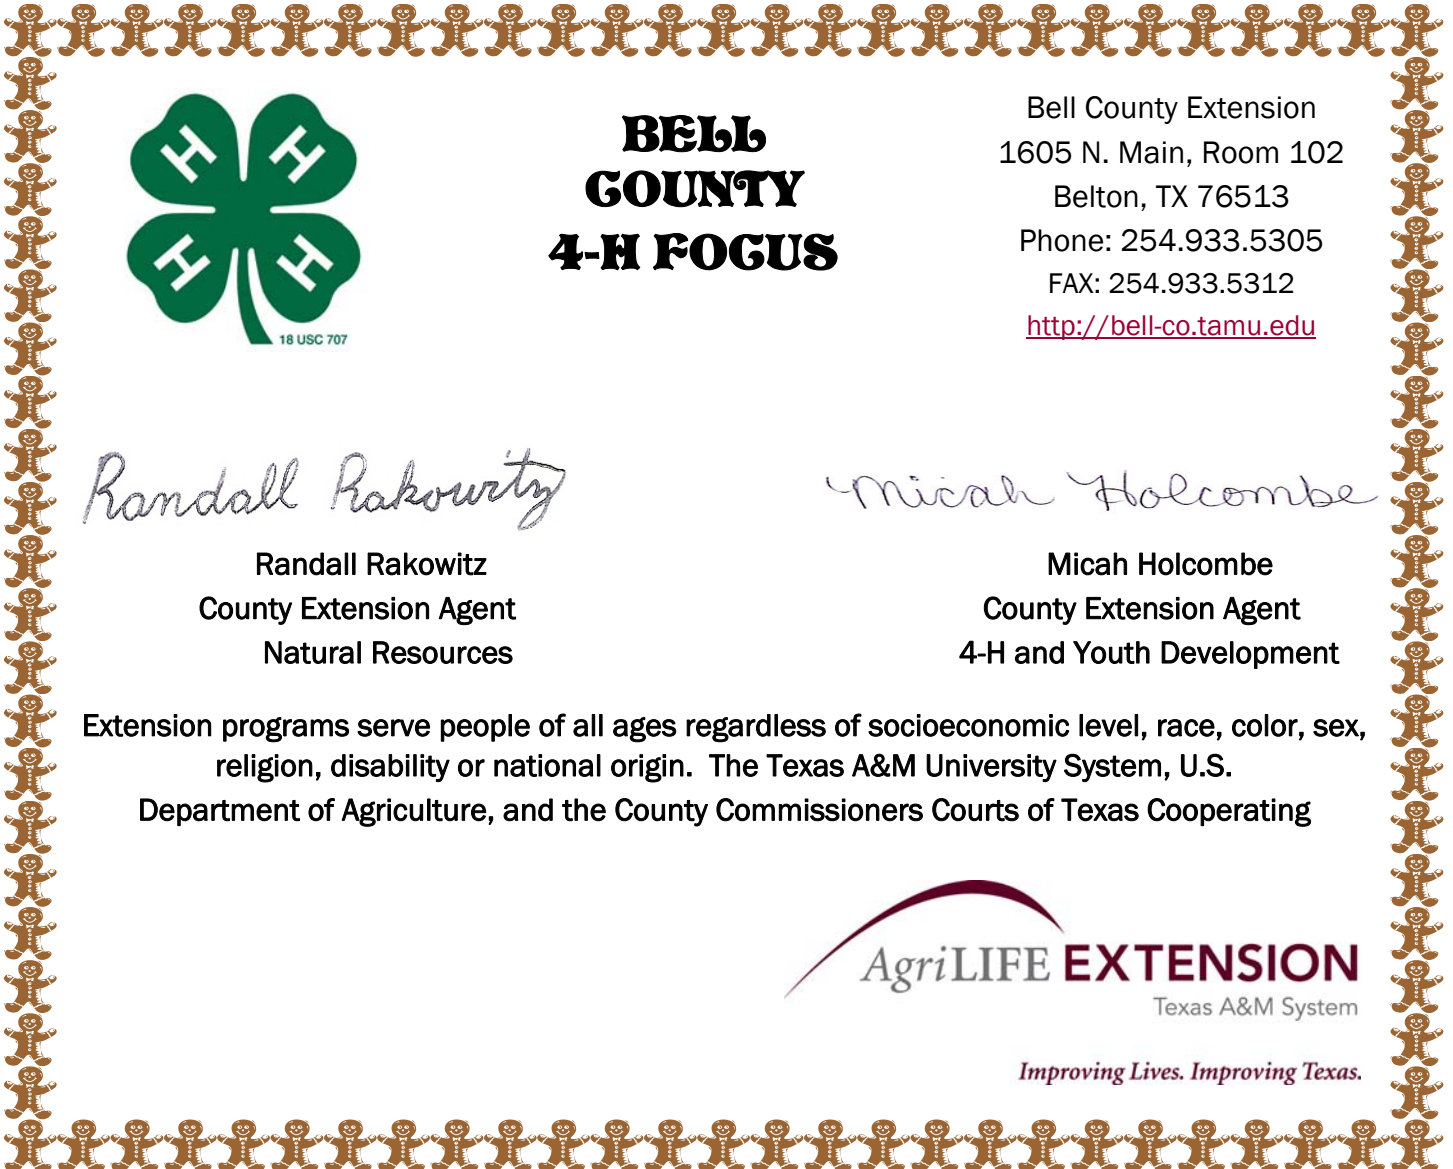 H H
H H
18 USC 707
BELL
COUNTY
4-H FOCUS
Bell County Extension
1605 N. Main, Room 102
Belton, TX 76513
Phone: 254.933.5305
FAX: 254.933.5312
http://bell-co.tamu.edu
Randall Rakowitz
Randall Rakowitz
County Extension Agent
Natural Resources
Micah Holcombe
Micah Holcombe
County Extension Agent
4-H and Youth Development
Extension programs serve people of all ages regardless of socioeconomic level, race, color, sex,
religion, disability or national origin.  The Texas A&M University System, U.S.
Department of Agriculture, and the County Commissioners Courts of Texas Cooperating
AgriLIFE EXTENSION
Texas A&M System
Improving Lives. Improving Texas.